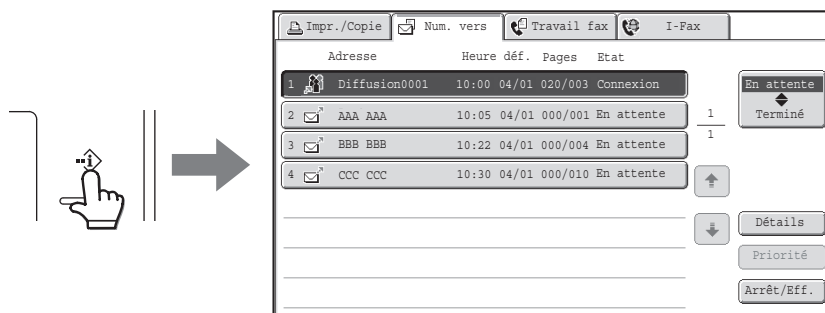 Impr./Copie Num. vers Travail fax I-Fax
Adresse Heure déf. Pages Etat
1 Diffusion0001 10:00 04/01 020/003 Connexion
2 AAA AAA 10:05 04/01 000/001 En attente
3 BBB BBB 10:22 04/01 000/004 En attente
4 CCC CCC 10:30 04/01 000/010 En attente
1
1
En attente
Terminé
Détails
Priorité
Arrêt/Eff.